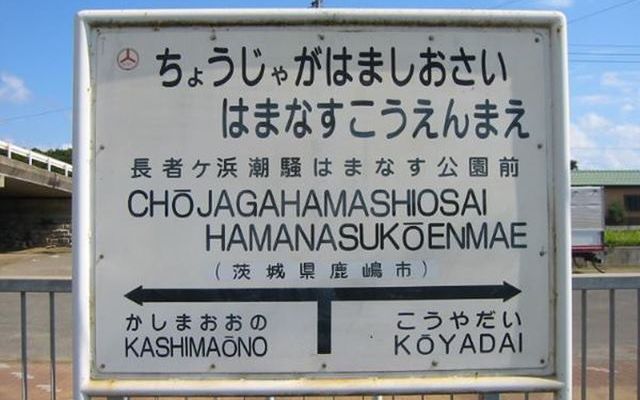 ちょうじゃがはましおさい
はまなすこうえんまえ
長者ヶ浜潮騒はまなす公園前
CHŌJAGAHAMASHIOSAI
HAMANASUKŌENMAE
(茨城県鹿嶋市)
かしまおおの
KASHIMAŌNO
こうやだい
KŌYADAI